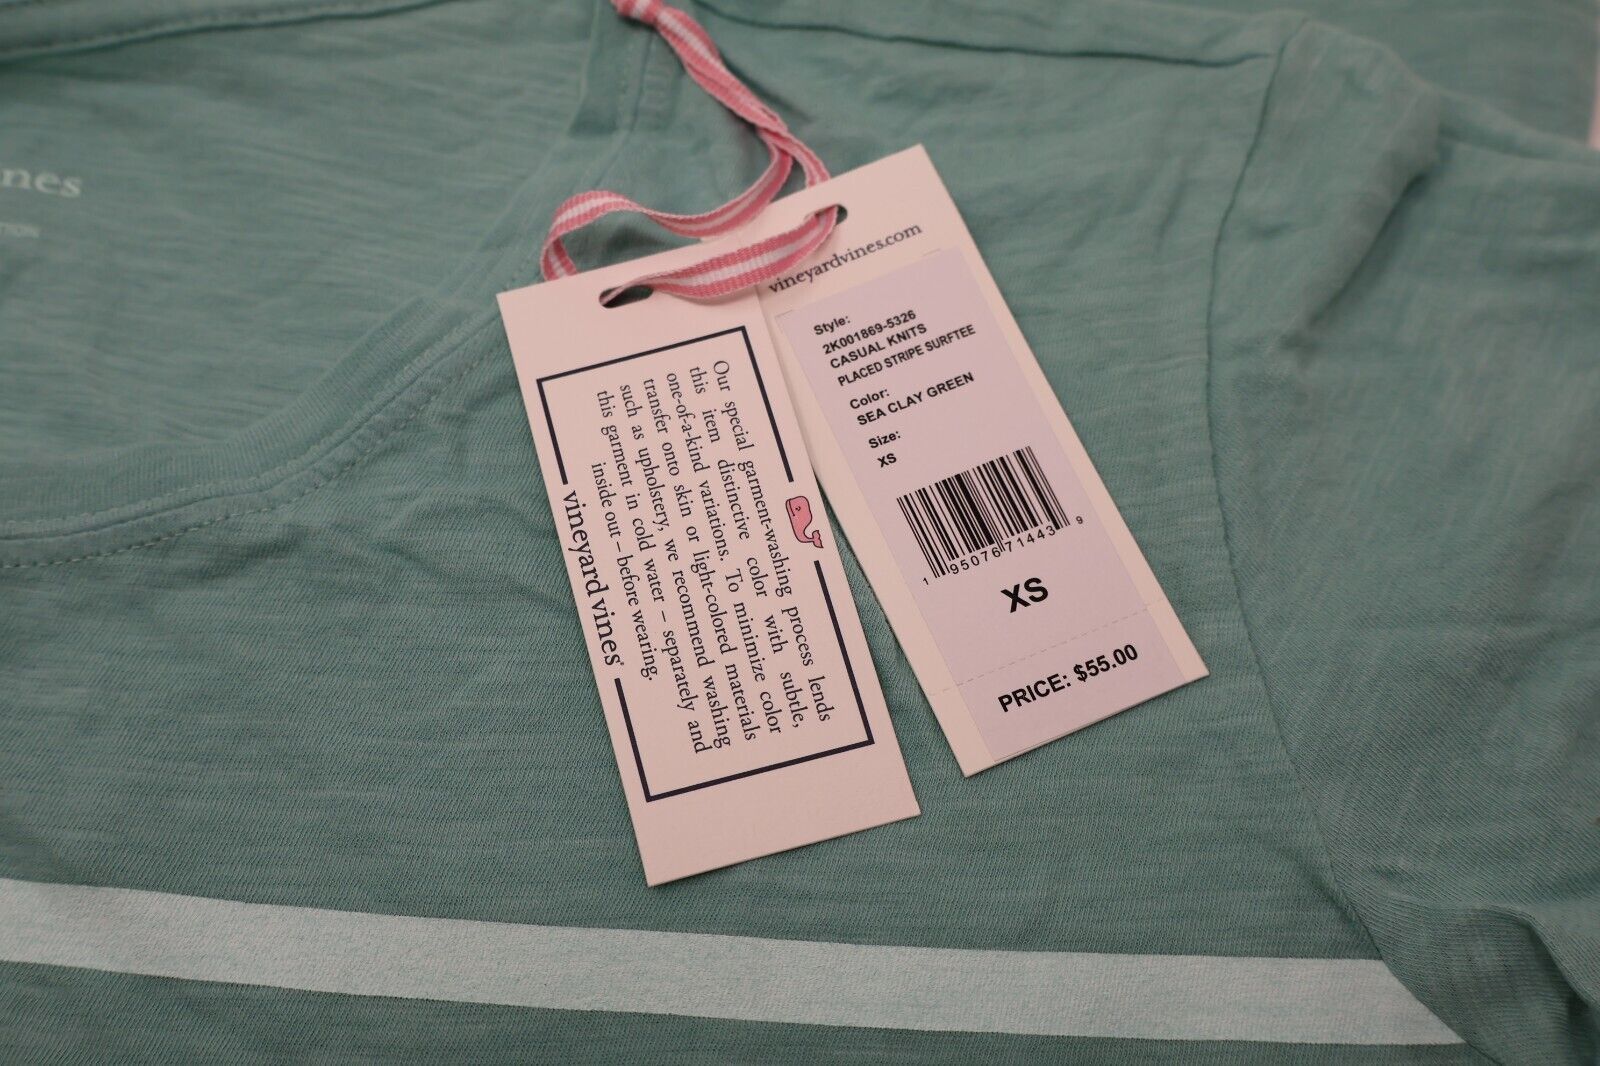 nes
vineyardvines.com
Style:
2K001869-5326
CASUAL KNITS
PLACED STRIPE SURFTEE
Color:
SEA CLAY GREEN
Size:
XS
1 95076 71443 9
XS
PRICE: $55.00
Our special garment-washing process lends
this item distinctive color with subtle,
one-of-a-kind variations. To minimize color
transfer onto skin or light-colored materials
such as upholstery, we recommend washing
this garment in cold water – separately and
inside out – before wearing.
vineyard vines®